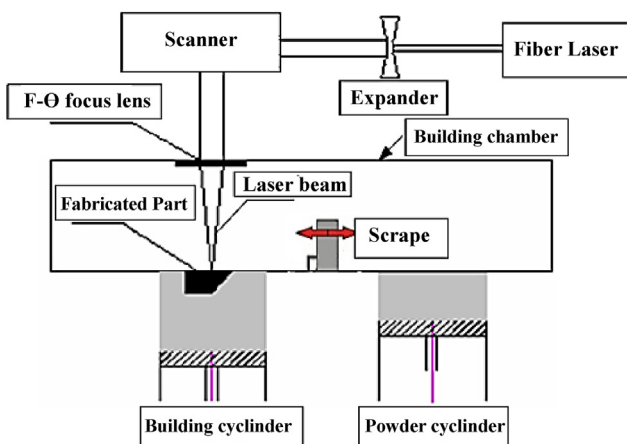 Scanner
Fiber Laser
Expander
F-Ө focus lens
Building chamber
Laser beam
Fabricated Part
Scrape
Building cyclinder
Powder cyclinder